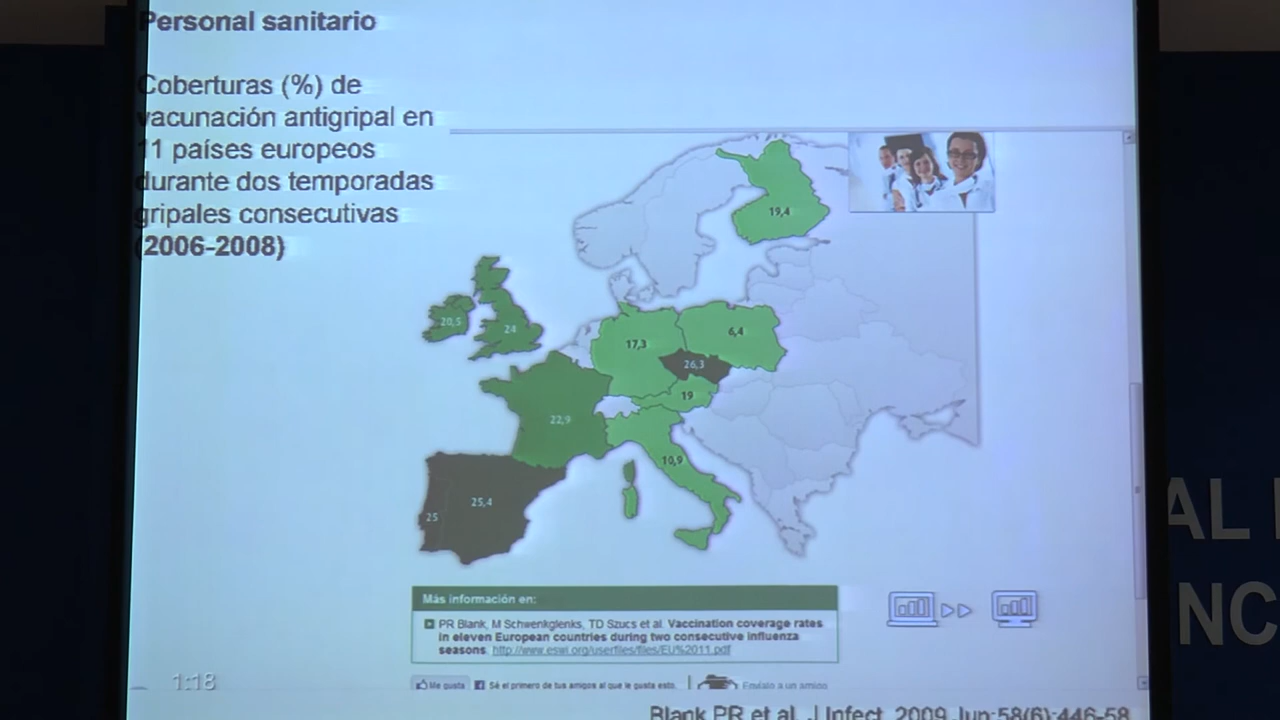 Personal sanitario
Coberturas (%) de
vacunación antigripal en
11 países europeos
durante dos temporadas
gripales consecutivas
(2006-2008)
19,4
20,5
24
17,3
6,4
26,3
19
22,9
10,9
25,4
25
Más información en:
PR Blank, M Schwenkglenks, TD Szucs et al. Vaccination coverage rates
in eleven European countries during two consecutive influenza
seasons. http://www.eswi.org/userfiles/files/EU%2011.pdf
Me gusta
Sé el primero de tus amigos al que le gusta esto.
Envíalo a un amigo
1:18
Blank PR et al. J Infect. 2009 Jun;58(6):446-58
AL
NC